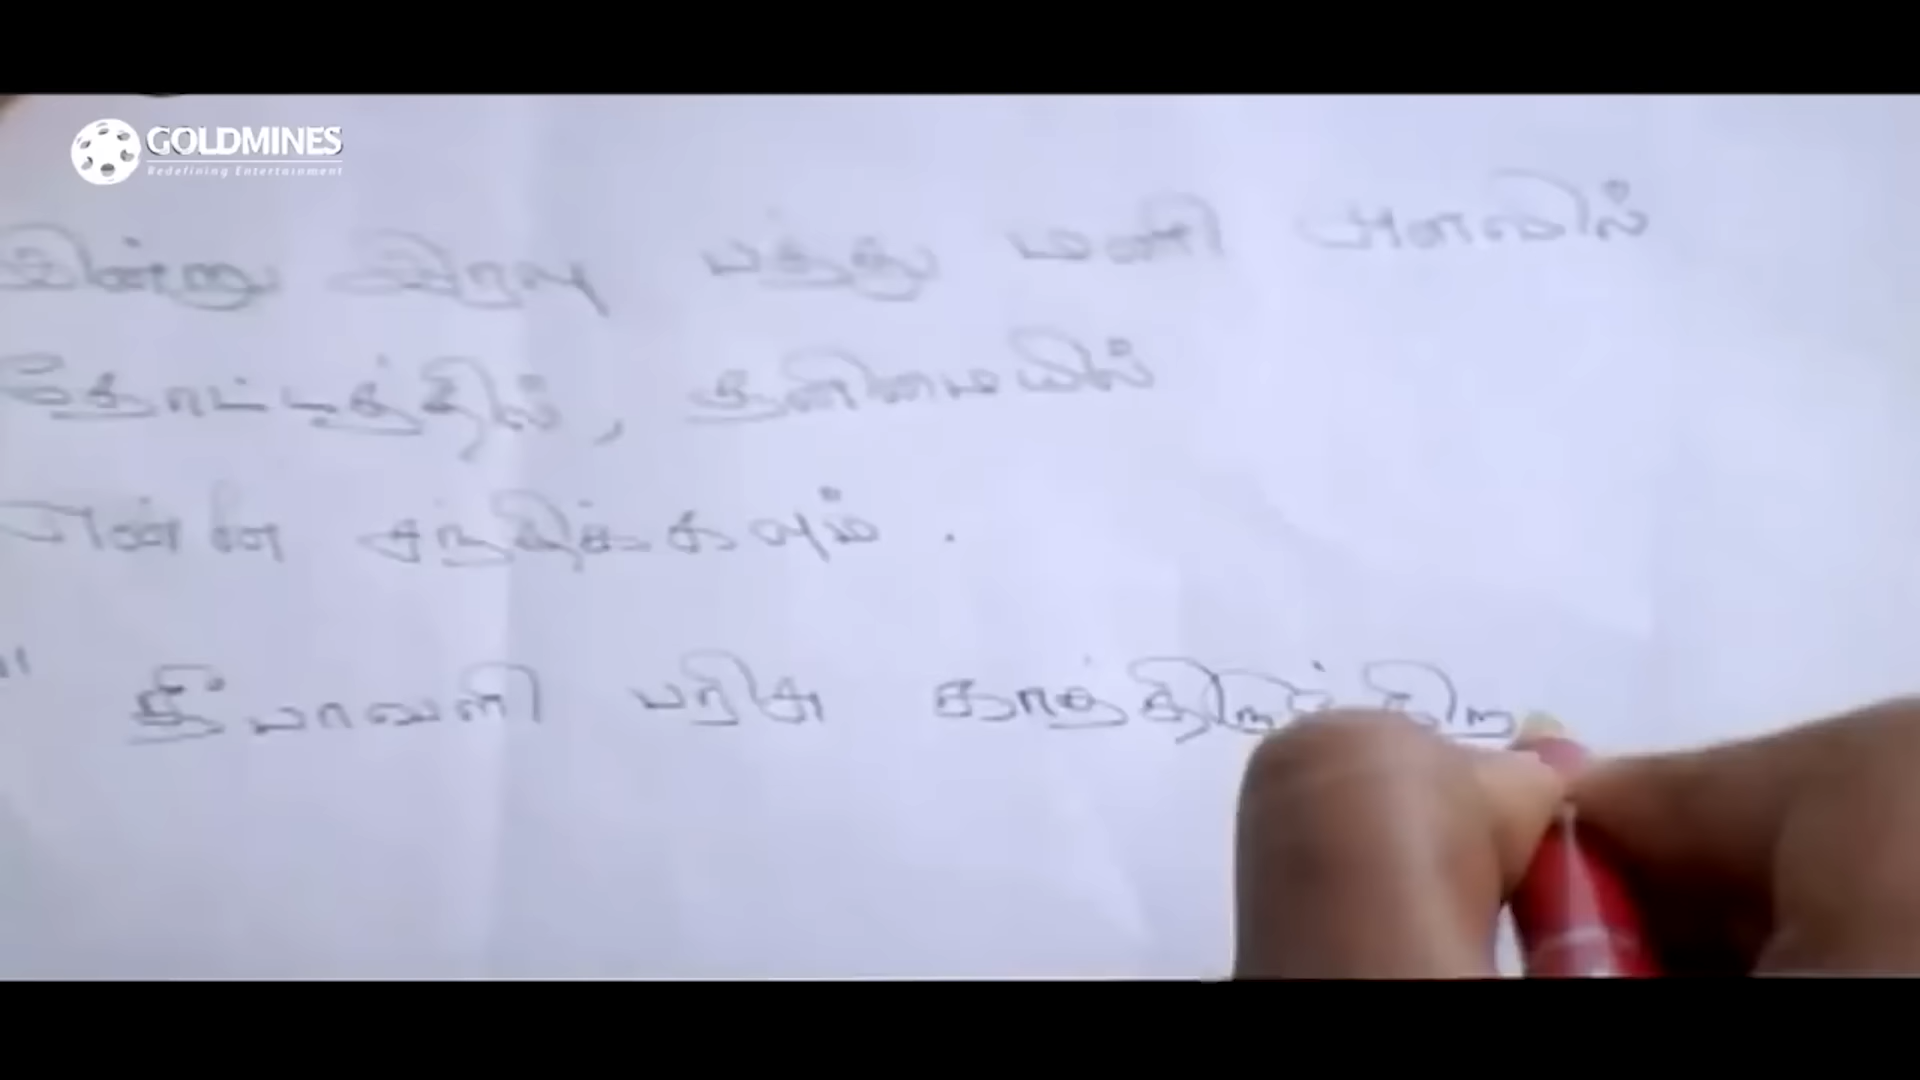 GOLDMINES
Redefining Entertainment
இன்று இரவு பத்து மணி அளவில்
தோட்டத்தில், தனிமையில்
என்னை சந்திக்கவும்.
" தீபாவளி பரிசு காத்திருக்கிற